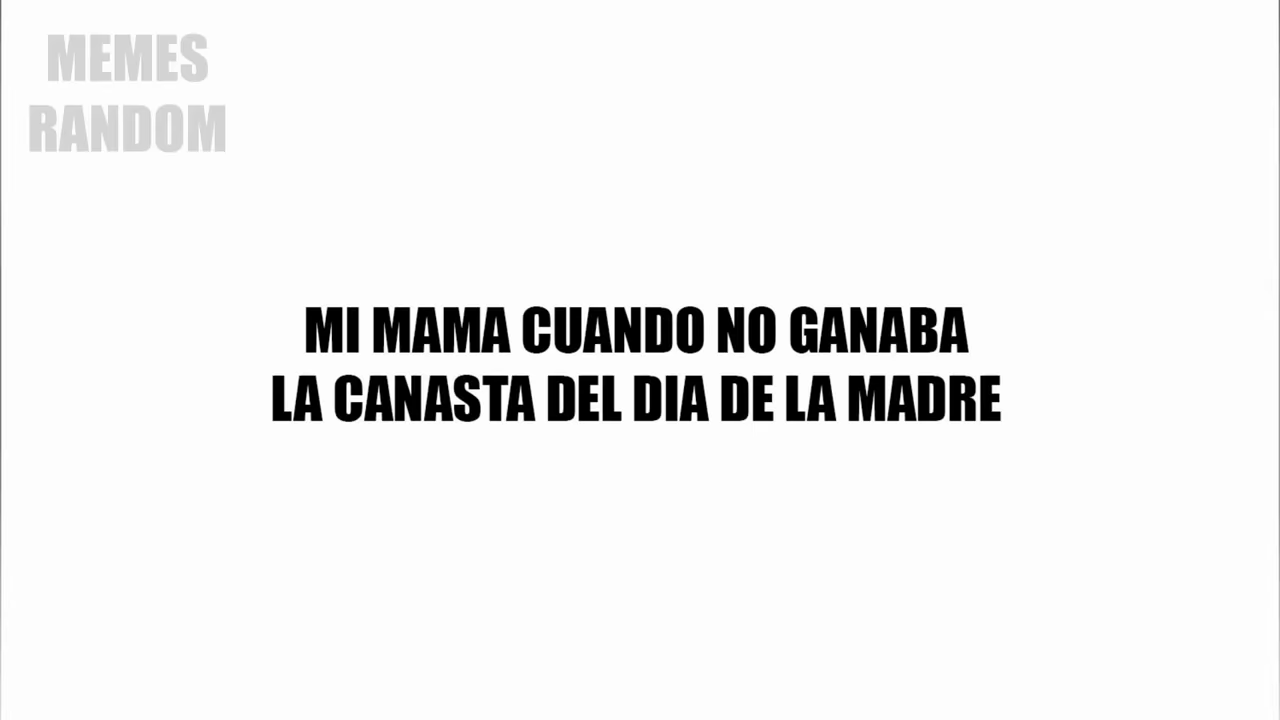 MEMES
RANDOM
MI MAMA CUANDO NO GANABA
LA CANASTA DEL DIA DE LA MADRE